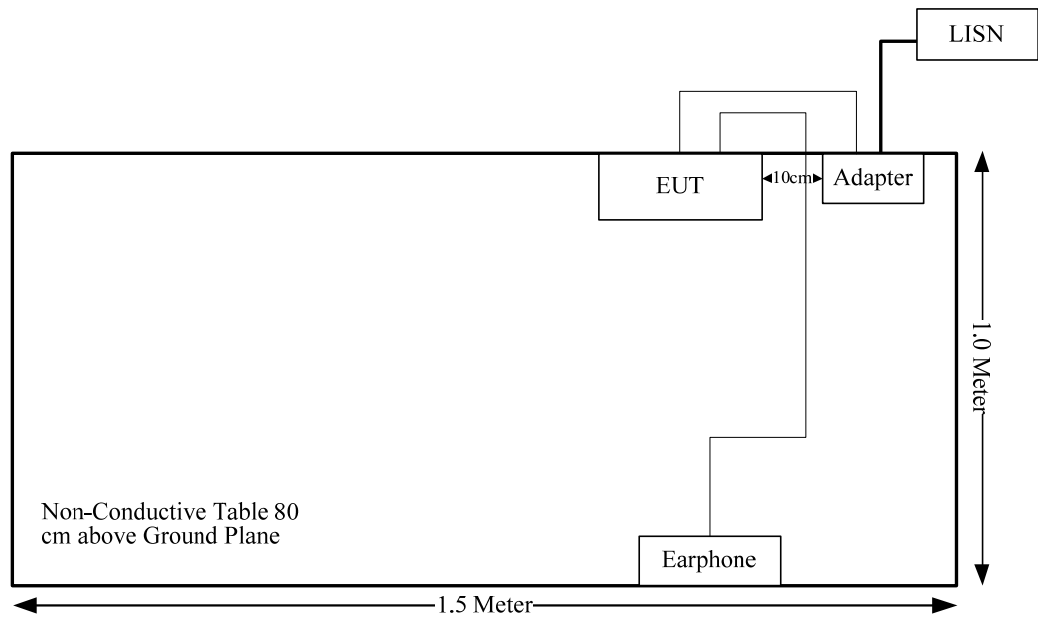 LISN
EUT
10cm
Adapter
1.0 Meter
Non-Conductive Table 80
cm above Ground Plane
Earphone
1.5 Meter